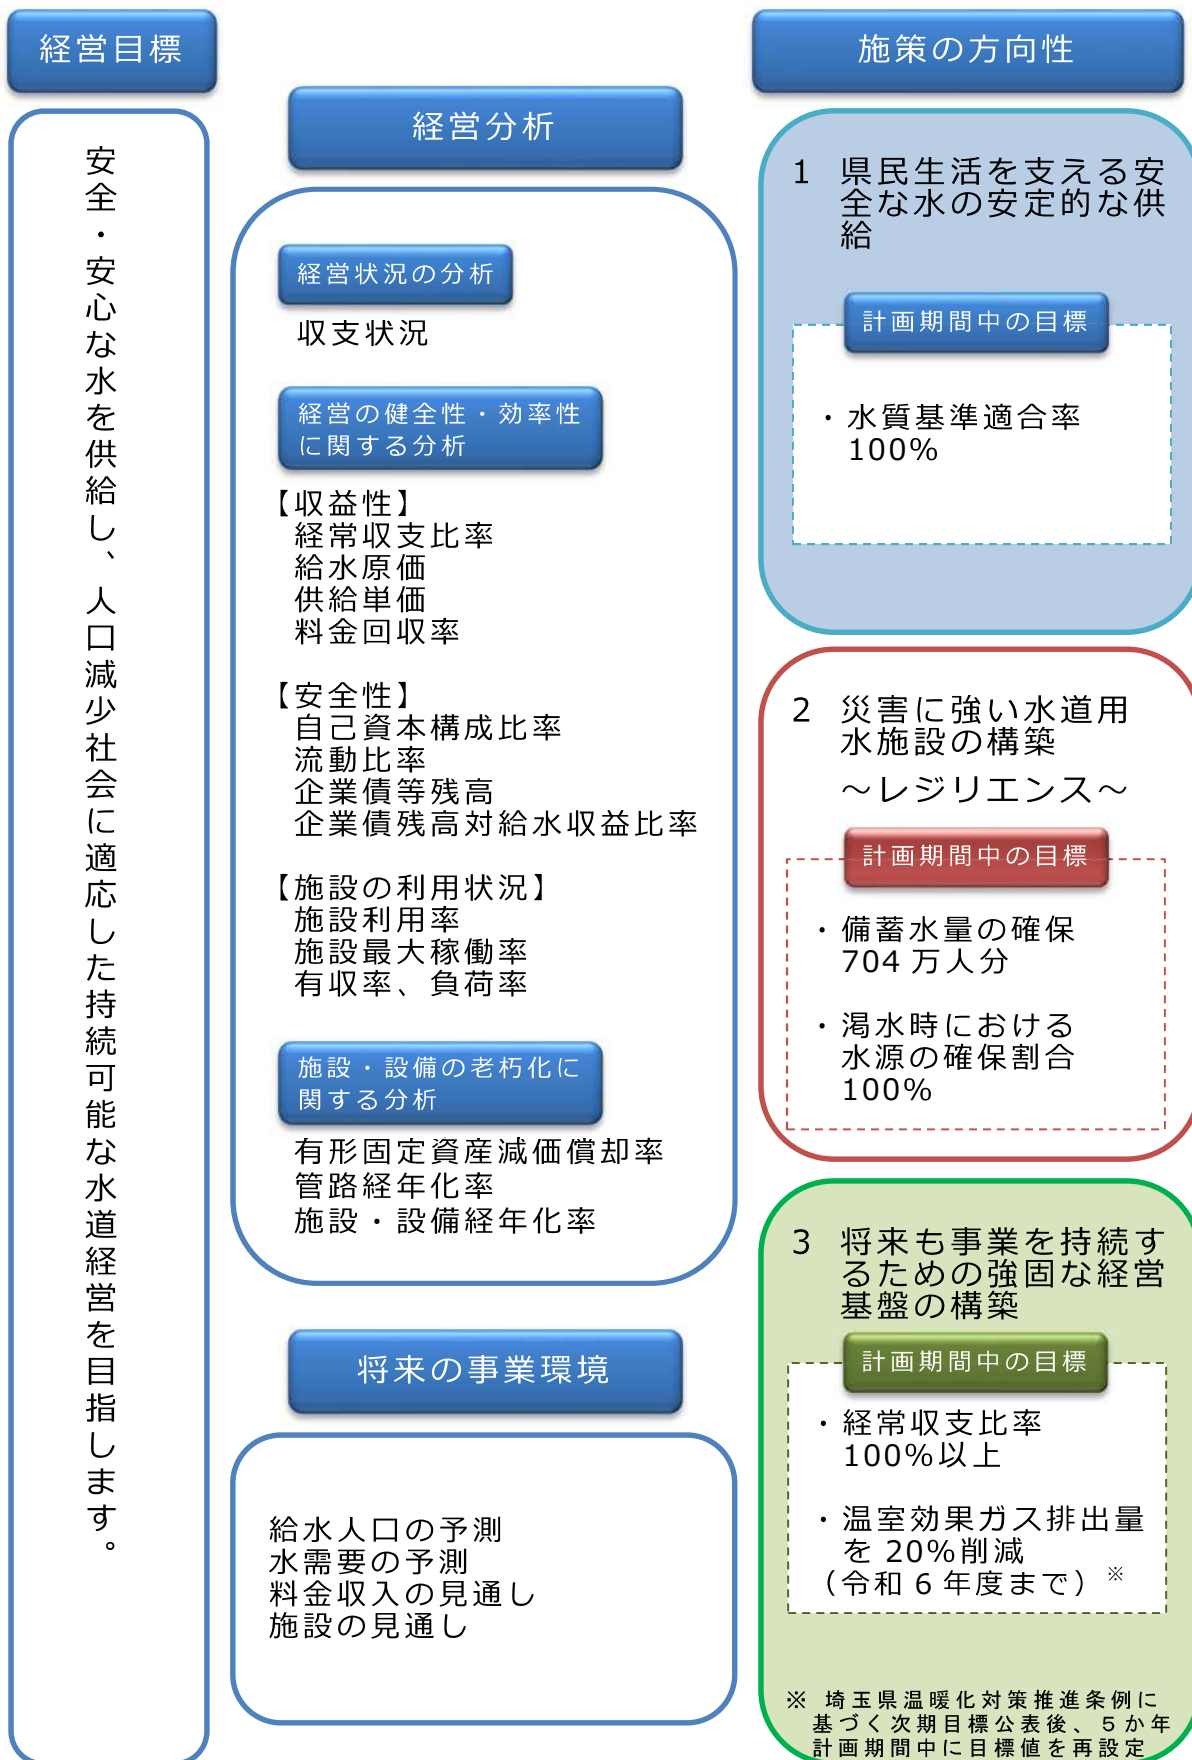 経営目標
安全・安心な水を供給し、人口減少社会に適応した持続可能な水道経営を目指します。
経営分析
経営状況の分析
収支状況
経営の健全性・効率性
に関する分析
【収益性】
経常収支比率
給水原価
供給単価
料金回収率
【安全性】
自己資本構成比率
流動比率
企業債等残高
企業債残高対給水収益比率
【施設の利用状況】
施設利用率
施設最大稼働率
有収率、負荷率
施設・設備の老朽化に
関する分析
有形固定資産減価償却率
管路経年化率
施設・設備経年化率
将来の事業環境
給水人口の予測
水需要の予測
料金収入の見通し
施設の見通し
施策の方向性
1 県民生活を支える安
全な水の安定的な供
給
計画期間中の目標
・水質基準適合率
100%
2 災害に強い水道用
水施設の構築
～レジリエンス～
計画期間中の目標
・備蓄水量の確保
704 万人分
・渇水時における
水源の確保割合
100%
3 将来も事業を持続す
るための強固な経営
基盤の構築
計画期間中の目標
・経常収支比率
100%以上
・温室効果ガス排出量
を 20%削減
（令和 6 年度まで）※
※ 埼玉県温暖化対策推進条例に
基づく次期目標公表後、５か年
計画期間中に目標値を再設定